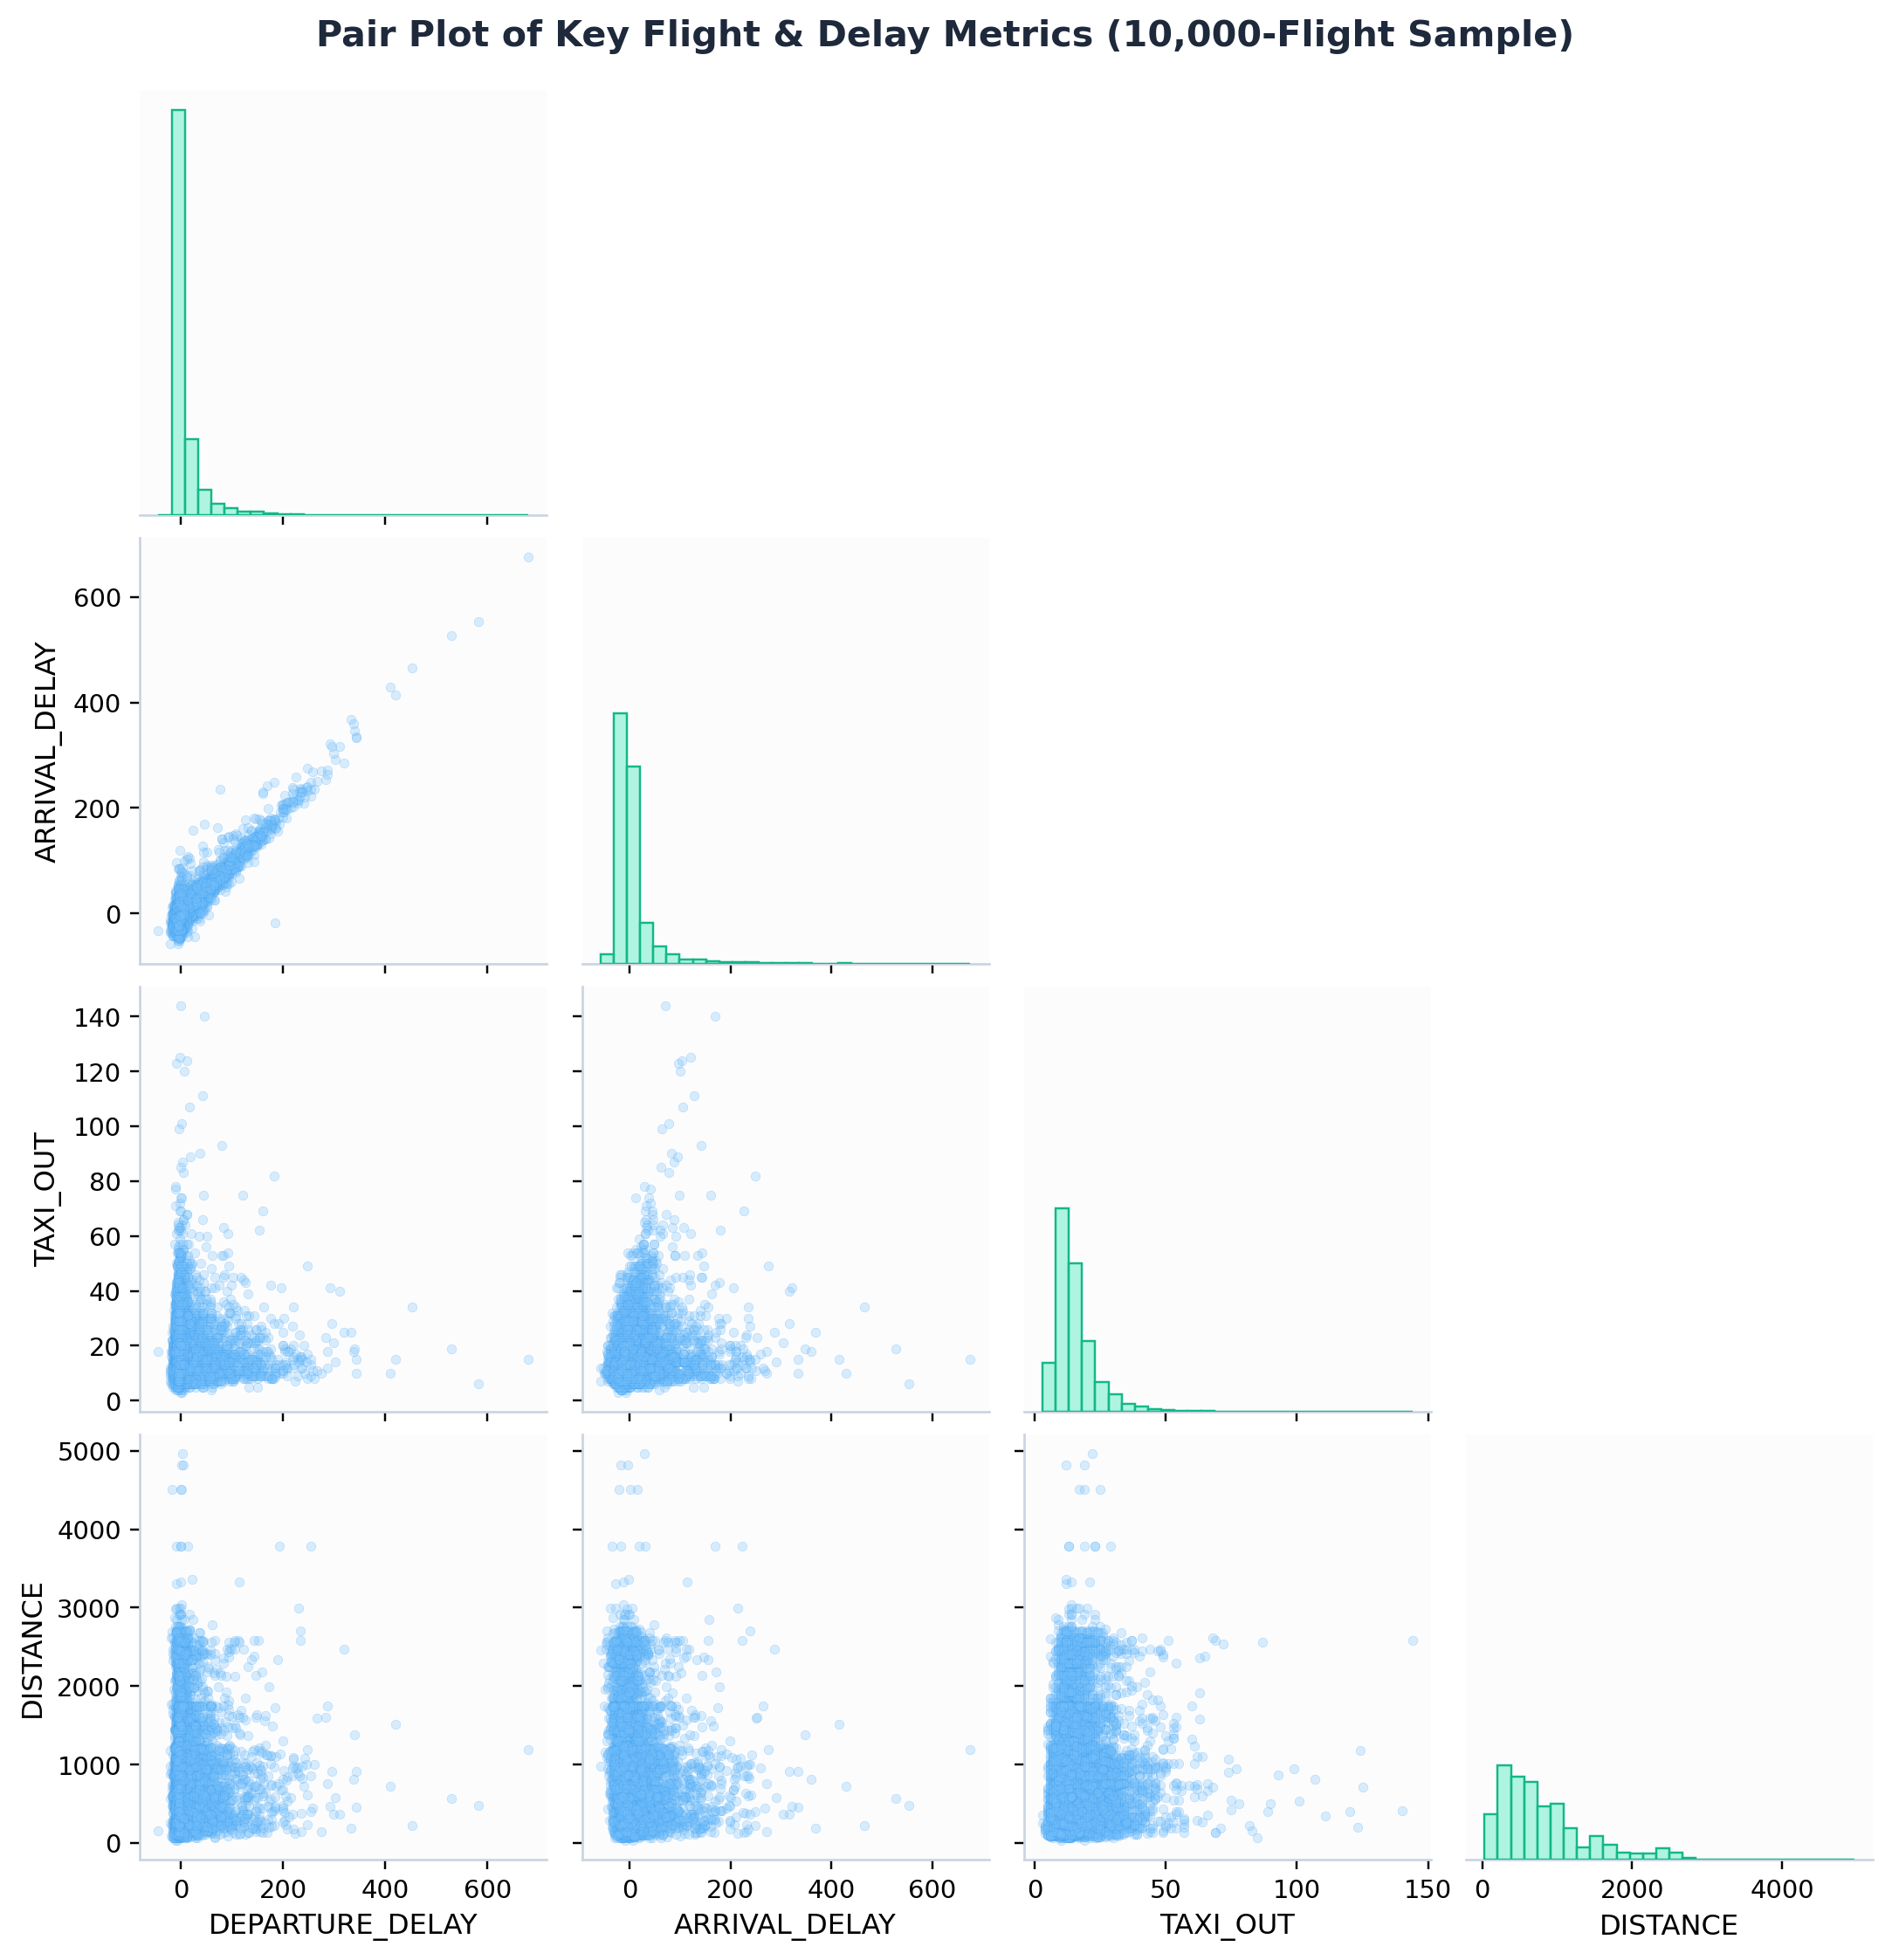 Pair Plot of Key Flight & Delay Metrics (10,000-Flight Sample)
ARRIVAL_DELAY
600
400
200
0
TAXI_OUT
140
120
100
80
60
40
20
0
DISTANCE
5000
4000
3000
2000
1000
0
0 200 400 600
0 200 400 600
0 50 100 150
0 2000 4000
DEPARTURE_DELAY
ARRIVAL_DELAY
TAXI_OUT
DISTANCE